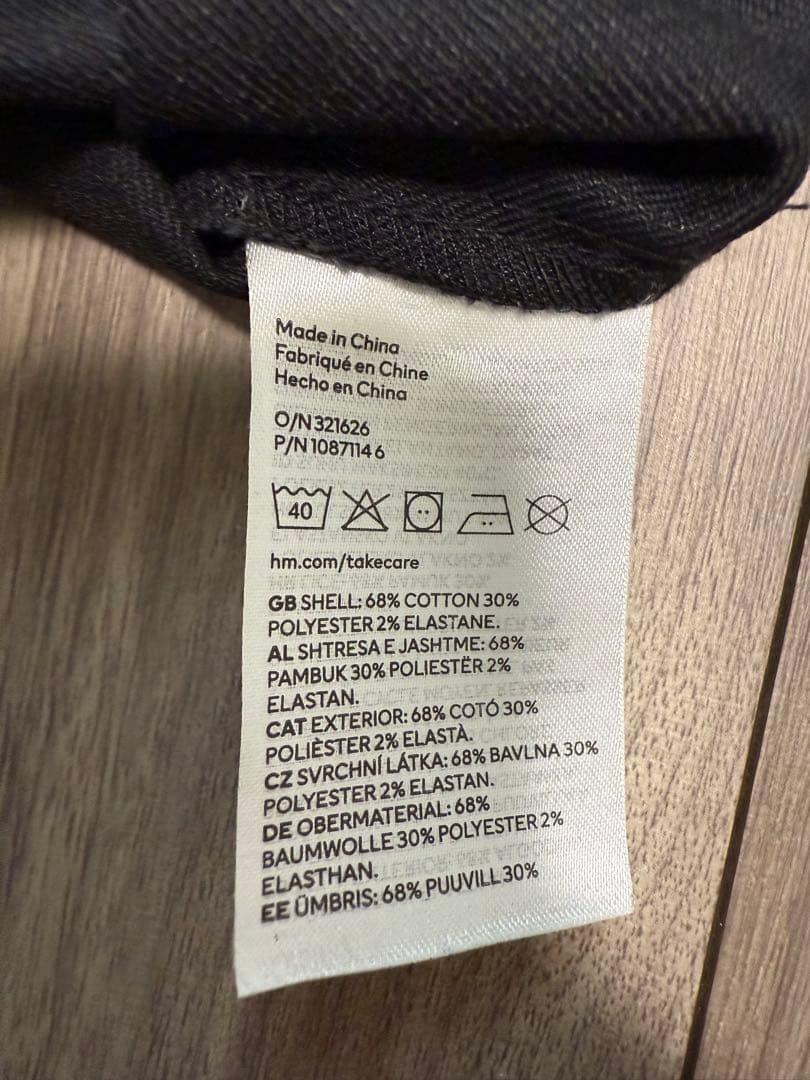 Made in China
Fabriqué en Chine
Hecho en China
O/N 321626
P/N 1087114 6
40
hm.com/takecare
GB SHELL: 68% COTTON 30%
POLYESTER 2% ELASTANE.
AL SHTRESA E JASHTME: 68%
PAMBUK 30% POLIESTËR 2%
ELASTAN.
CAT EXTERIOR: 68% COTÓ 30%
POLIÈSTER 2% ELASTÀ.
CZ SVRCHNÍ LÁTKA: 68% BAVLNA 30%
POLYESTER 2% ELASTAN.
DE OBERMATERIAL: 68%
BAUMWOLLE 30% POLYESTER 2%
ELASTHAN.
EE ÜMBRIS: 68% PUUVILL 30%